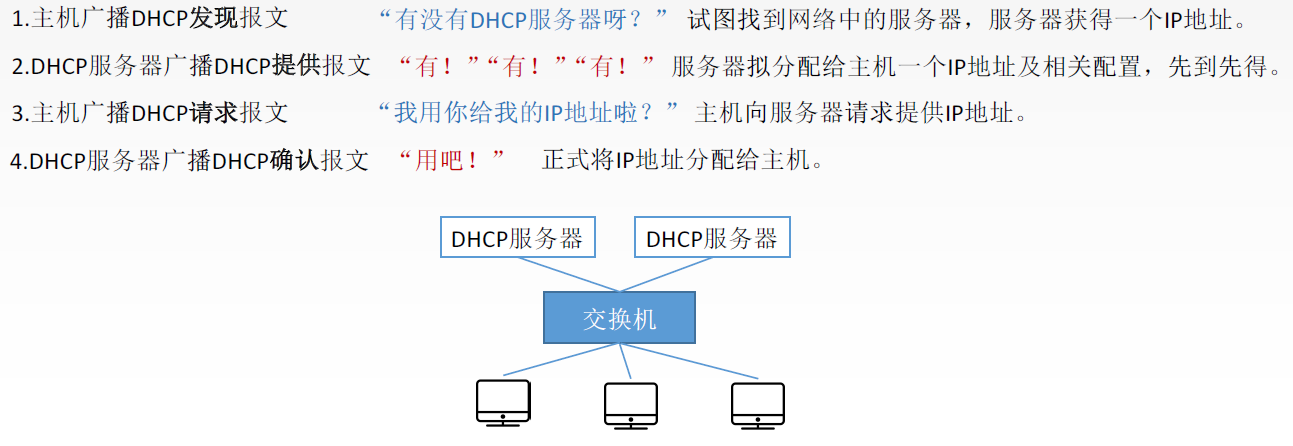 1.主机广播DHCP发现报文 “有没有DHCP服务器呀？” 试图找到网络中的服务器，服务器获得一个IP地址。
2.DHCP服务器广播DHCP提供报文 “有！”“有！”“有！” 服务器拟分配给主机一个IP地址及相关配置，先到先得。
3.主机广播DHCP请求报文 “我用你给我的IP地址啦？” 主机向服务器请求提供IP地址。
4.DHCP服务器广播DHCP确认报文 “用吧！” 正式将IP地址分配给主机。
DHCP服务器 DHCP服务器
交换机